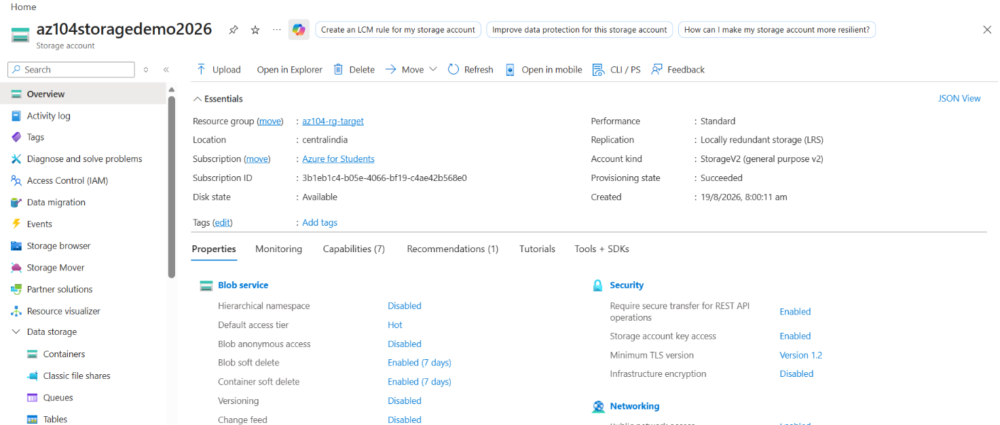 Home
az104storagedemo2026
Create an LCM rule for my storage account
Improve data protection for this storage account
How can I make my storage account more resilient?
Storage account
Search
Upload
Open in Explorer
Delete
Move
Refresh
Open in mobile
CLI / PS
Feedback
Overview
Activity log
Tags
Diagnose and solve problems
Access Control (IAM)
Data migration
Events
Storage browser
Storage Mover
Partner solutions
Resource visualizer
Data storage
Containers
Classic file shares
Queues
Tables
Essentials
JSON View
Resource group (move) : az104-rg-target
Location : centralindia
Subscription (move) : Azure for Students
Subscription ID : 3b1eb1c4-b05e-4066-bf19-c4ae42b568e0
Disk state : Available
Tags (edit) : Add tags
Performance : Standard
Replication : Locally redundant storage (LRS)
Account kind : StorageV2 (general purpose v2)
Provisioning state : Succeeded
Created : 19/8/2026, 8:00:11 am
Properties
Monitoring
Capabilities (7)
Recommendations (1)
Tutorials
Tools + SDKs
Blob service
Hierarchical namespace Disabled
Default access tier Hot
Blob anonymous access Disabled
Blob soft delete Enabled (7 days)
Container soft delete Enabled (7 days)
Versioning Disabled
Change feed Disabled
Security
Require secure transfer for REST API
operations Enabled
Storage account key access Enabled
Minimum TLS version Version 1.2
Infrastructure encryption Disabled
Networking